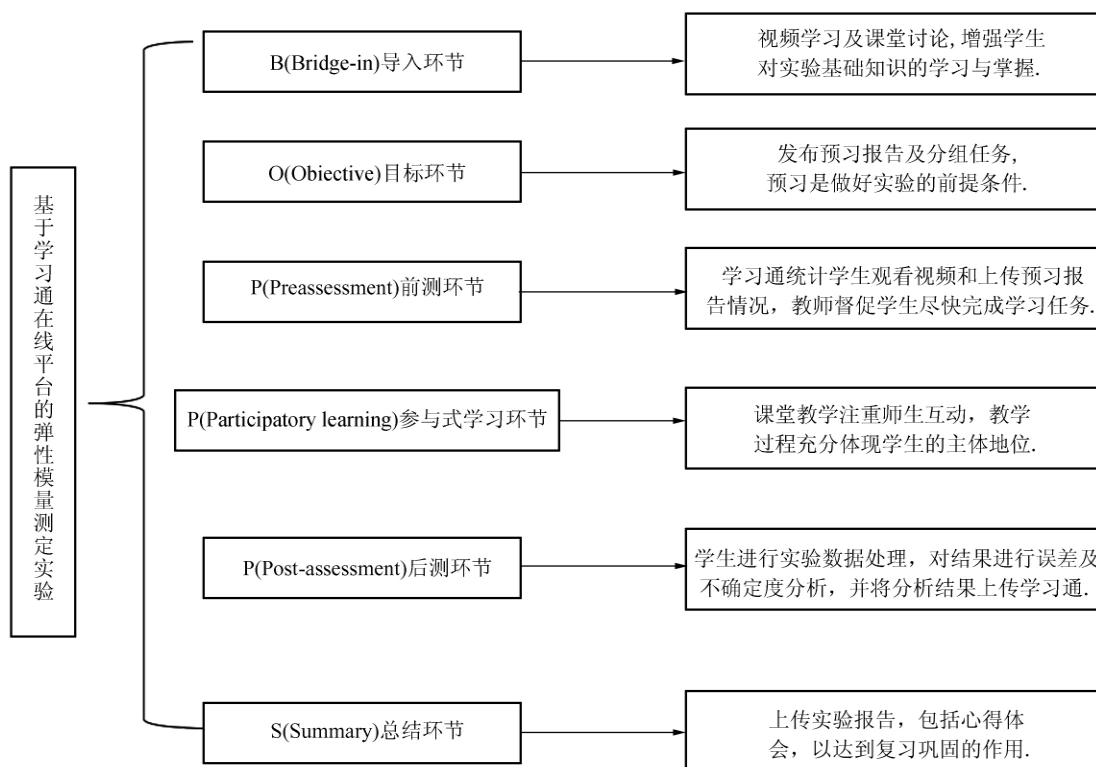 基于学习通在线平台的弹性模量测定实验
B(Bridge-in)导入环节
视频学习及课堂讨论,增强学生
对实验基础知识的学习与掌握.
O(Obiective)目标环节
发布预习报告及分组任务,
预习是做好实验的前提条件.
P(Preassessment)前测环节
学习通统计学生观看视频和上传预习报
告情况，教师督促学生尽快完成学习任务.
P(Participatory learning)参与式学习环节
课堂教学注重师生互动，教学
过程充分体现学生的主体地位.
P(Post-assessment)后测环节
学生进行实验数据处理，对结果进行误差及
不确定度分析，并将分析结果上传学习通.
S(Summary)总结环节
上传实验报告，包括心得体
会，以达到复习巩固的作用.